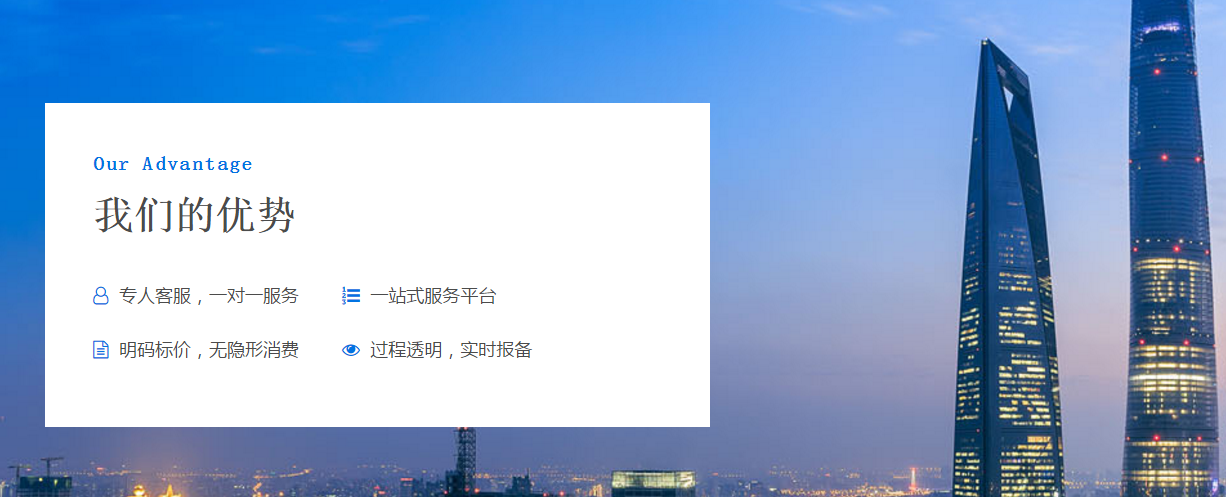 Our Advantage
我们的优势
专人客服，一对一服务
一站式服务平台
明码标价，无隐形消费
过程透明，实时报备